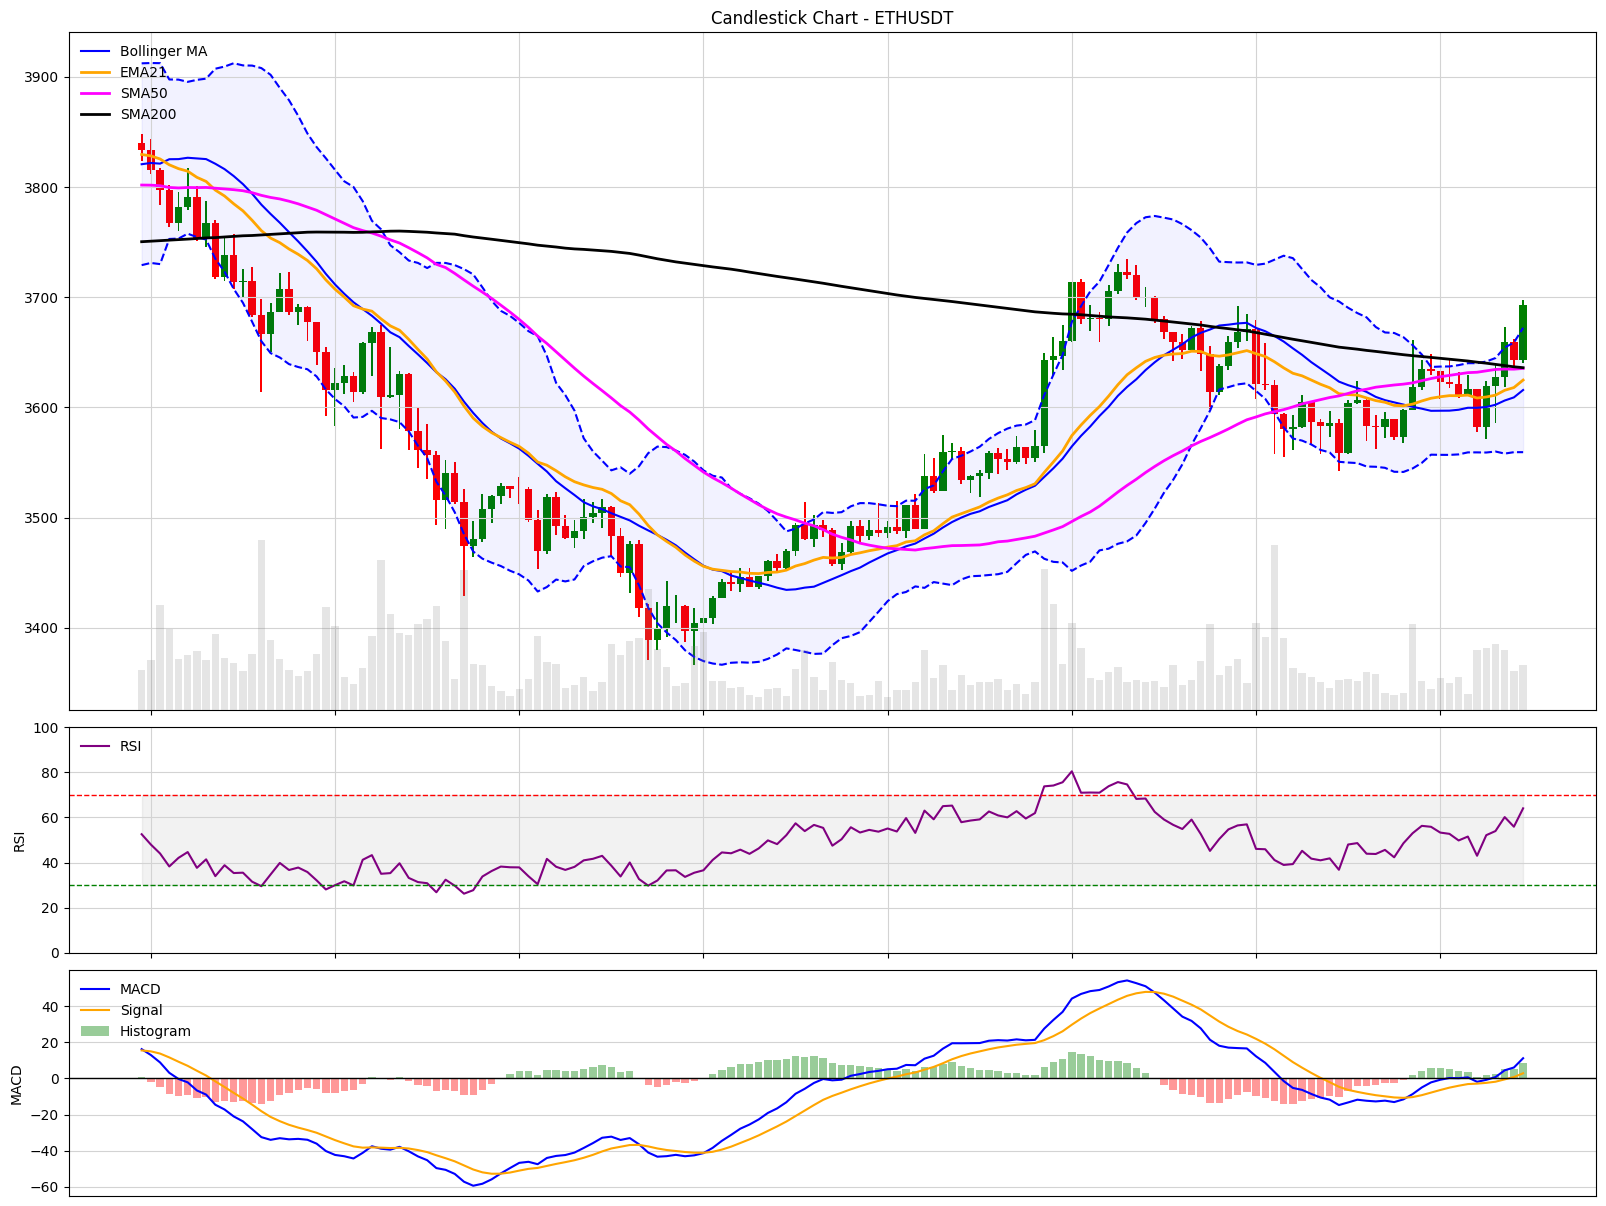 Candlestick Chart - ETHUSDT
Bollinger MA
EMA21
SMA50
SMA200
3900
3800
3700
3600
3500
3400
RSI
100
80
60
40
20
0
RSI
MACD
Signal
Histogram
40
20
0
−20
−40
−60
MACD